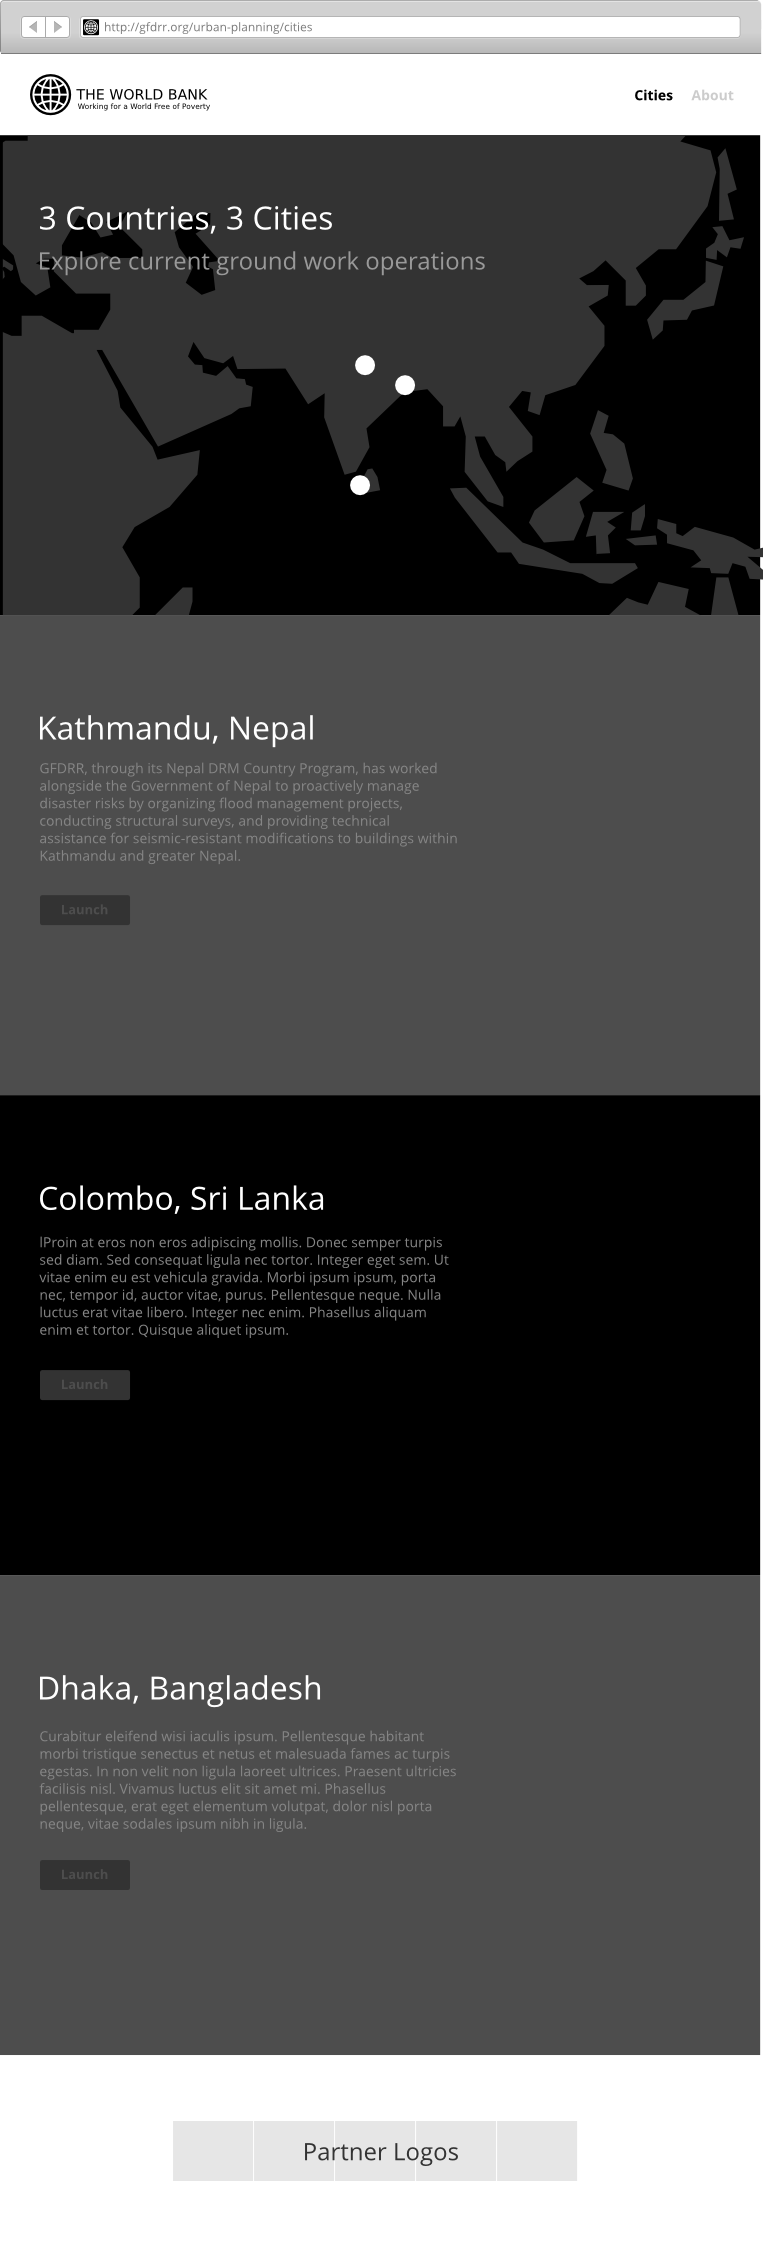 http://gfdrr.org/urban-planning/cities
THE WORLD BANK
Working for a World Free of Poverty
Cities About
3 Countries, 3 Cities
Explore current ground work operations
Kathmandu, Nepal
GFDRR, through its Nepal DRM Country Program, has worked
alongside the Government of Nepal to proactively manage
disaster risks by organizing flood management projects,
conducting structural surveys, and providing technical
assistance for seismic-resistant modifications to buildings within
Kathmandu and greater Nepal.
Launch
Colombo, Sri Lanka
lProin at eros non eros adipiscing mollis. Donec semper turpis
sed diam. Sed consequat ligula nec tortor. Integer eget sem. Ut
vitae enim eu est vehicula gravida. Morbi ipsum ipsum, porta
nec, tempor id, auctor vitae, purus. Pellentesque neque. Nulla
luctus erat vitae libero. Integer nec enim. Phasellus aliquam
enim et tortor. Quisque aliquet ipsum.
Launch
Dhaka, Bangladesh
Curabitur eleifend wisi iaculis ipsum. Pellentesque habitant
morbi tristique senectus et netus et malesuada fames ac turpis
egestas. In non velit non ligula laoreet ultrices. Praesent ultricies
facilisis nisl. Vivamus luctus elit sit amet mi. Phasellus
pellentesque, erat eget elementum volutpat, dolor nisl porta
neque, vitae sodales ipsum nibh in ligula.
Launch
Partner Logos